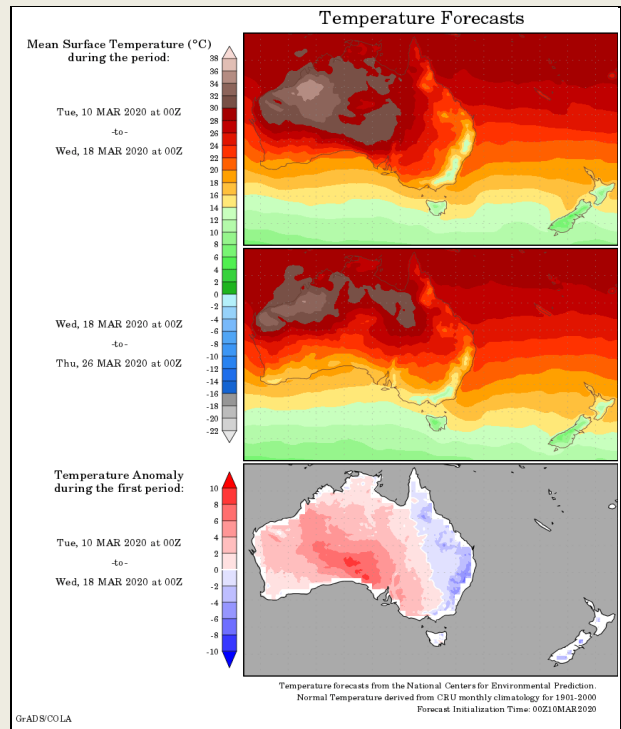 Temperature Forecasts
Mean Surface Temperature (°C)
during the period:
Tue, 10 MAR 2020 at 00Z
-to-
Wed, 18 MAR 2020 at 00Z
38
36
34
32
30
28
26
24
22
20
18
16
14
12
10
8
6
4
2
0
-2
-4
-6
-8
-10
-12
-14
-16
-18
-20
-22
Wed, 18 MAR 2020 at 00Z
-to-
Thu, 26 MAR 2020 at 00Z
Temperature Anomaly
during the first period:
Tue, 10 MAR 2020 at 00Z
-to-
Wed, 18 MAR 2020 at 00Z
10
8
6
4
2
0
-2
-4
-6
-8
-10
Temperature forecasts from the National Centers for Environmental Prediction.
Normal Temperature derived from CRU monthly climatology for 1901-2000
Forecast Initialization Time: 00Z10MAR2020
GrADS/COLA